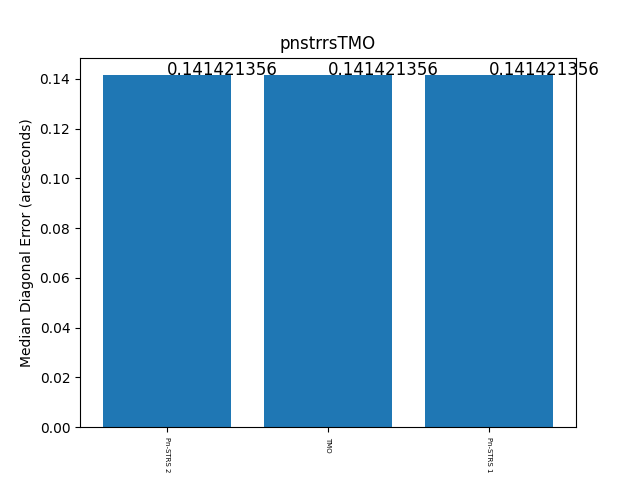 pnstrrsTMO
0.141421356 0.141421356 0.141421356
Median Diagonal Error (arcseconds)
0.14
0.12
0.10
0.08
0.06
0.04
0.02
0.00
Pn-STRS 2
TMO
Pn-STRS 1